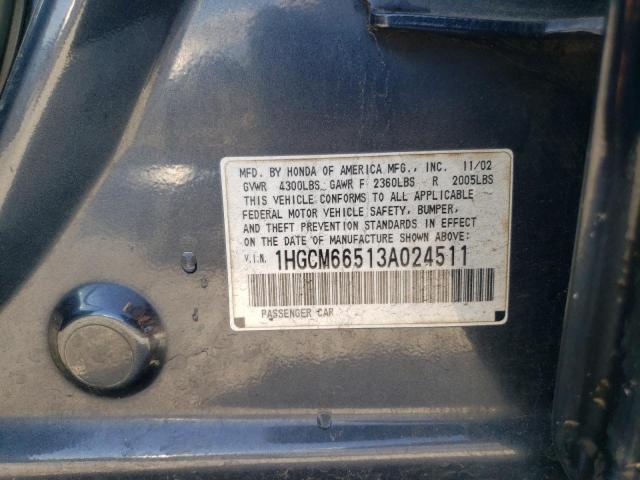 MFD. BY HONDA OF AMERICA MFG., INC. 11/02
GVWR 4300LBS GAWR F 2360LBS R 2005LBS
THIS VEHICLE CONFORMS TO ALL APPLICABLE
FEDERAL MOTOR VEHICLE SAFETY, BUMPER,
AND THEFT PREVENTION STANDARDS IN EFFECT
ON THE DATE OF MANUFACTURE SHOWN ABOVE.
V.I.N. 1HGCM66513A024511
PASSENGER CAR